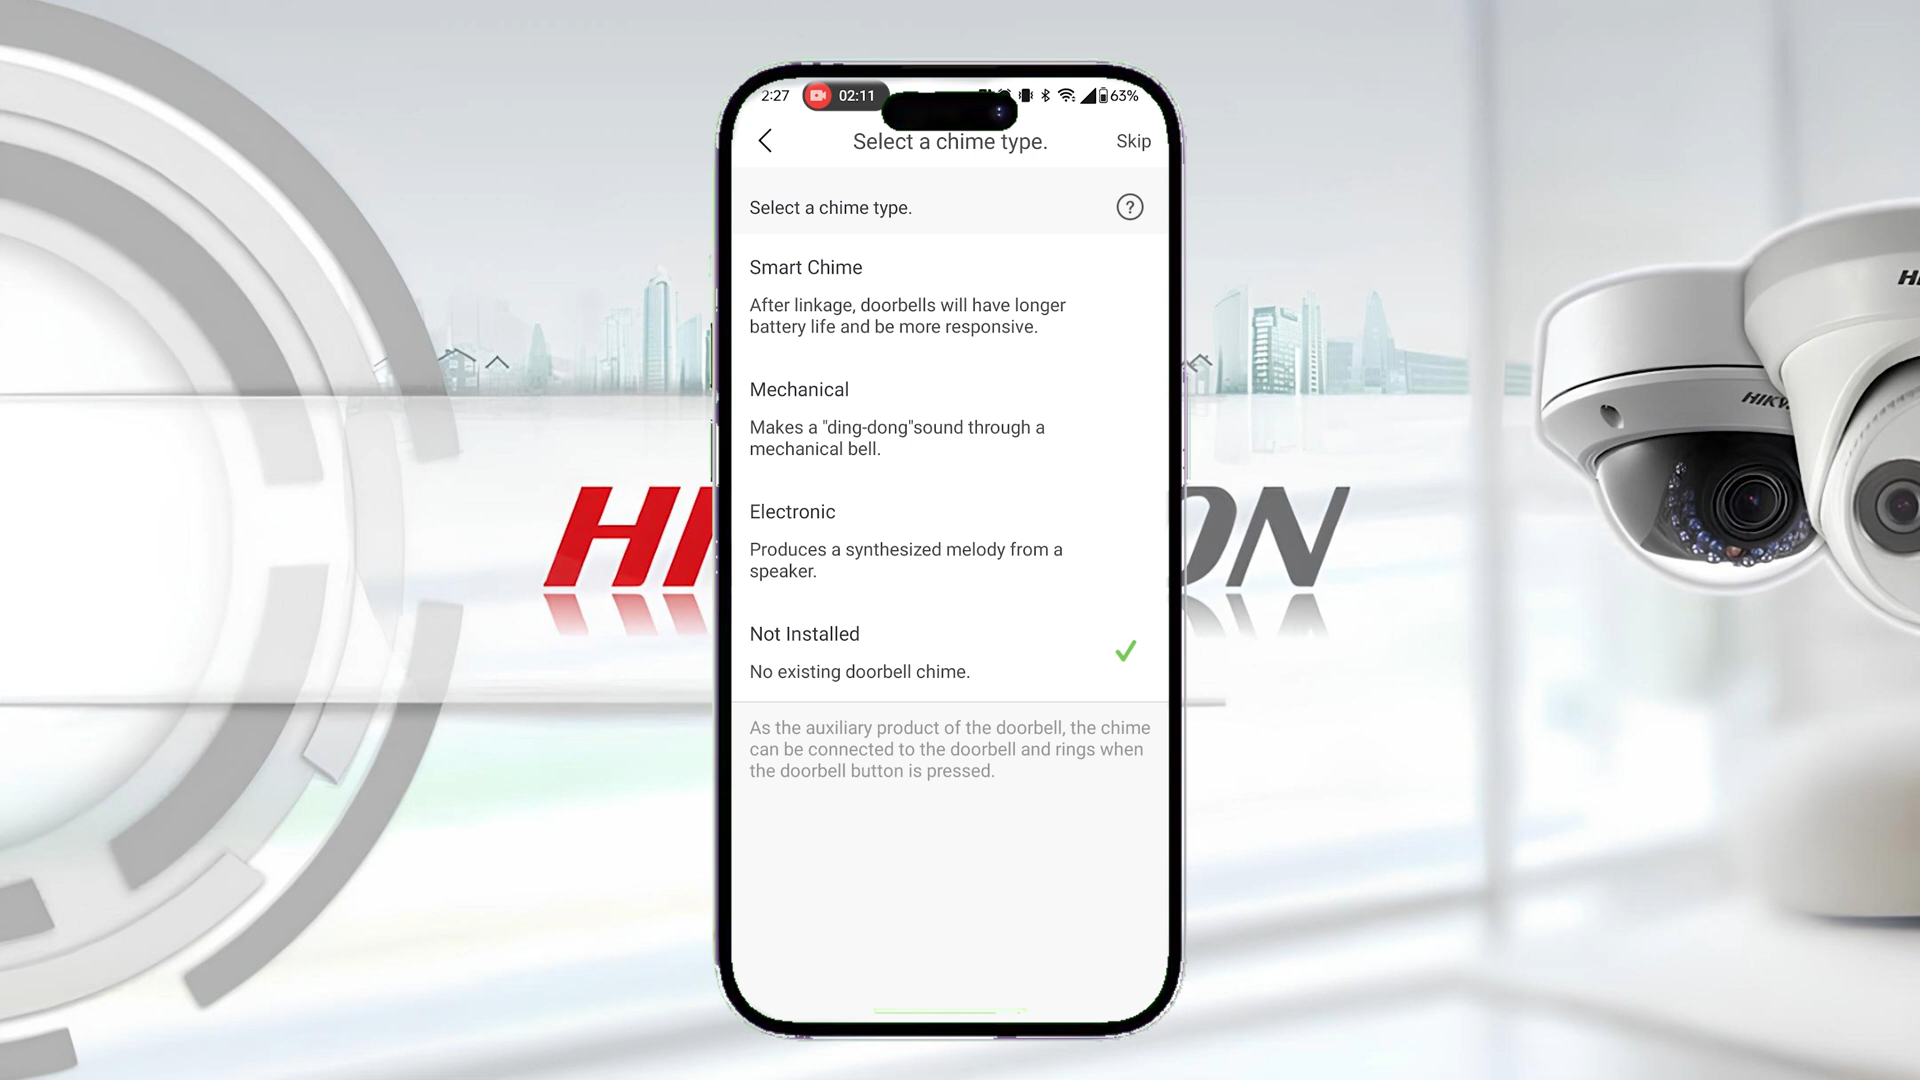 2:27 02:11 63%
Select a chime type. Skip
Select a chime type. ?
Smart Chime
After linkage, doorbells will have longer
battery life and be more responsive.
Mechanical
Makes a "ding-dong"sound through a
mechanical bell.
Electronic
Produces a synthesized melody from a
speaker.
Not Installed
No existing doorbell chime.
As the auxiliary product of the doorbell, the chime
can be connected to the doorbell and rings when
the doorbell button is pressed.
HI ON
HIKV
HI